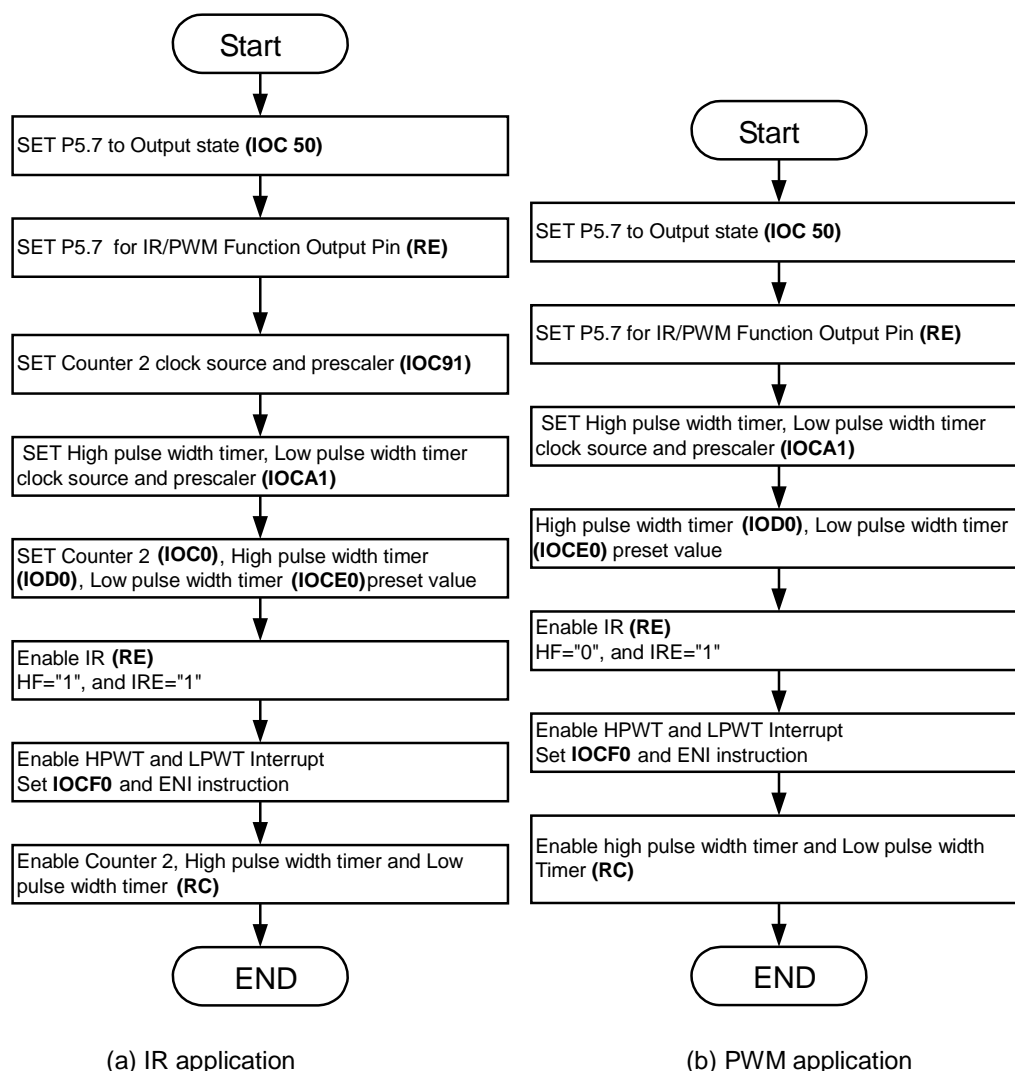 Start
SET P5.7 to Output state (IOC 50)
SET P5.7 for IR/PWM Function Output Pin (RE)
SET Counter 2 clock source and prescaler (IOC91)
SET High pulse width timer, Low pulse width timer
clock source and prescaler (IOCA1)
SET Counter 2 (IOC0), High pulse width timer
(IOD0), Low pulse width timer (IOCE0) preset value
Enable IR (RE)
HF="1", and IRE="1"
Enable HPWT and LPWT Interrupt
Set IOCF0 and ENI instruction
Enable Counter 2, High pulse width timer and Low
pulse width timer (RC)
END
(a) IR application
Start
SET P5.7 to Output state (IOC 50)
SET P5.7 for IR/PWM Function Output Pin (RE)
SET High pulse width timer, Low pulse width timer
clock source and prescaler (IOCA1)
High pulse width timer (IOD0), Low pulse width timer
(IOCE0) preset value
Enable IR (RE)
HF="0", and IRE="1"
Enable HPWT and LPWT Interrupt
Set IOCF0 and ENI instruction
Enable high pulse width timer and Low pulse width
Timer (RC)
END
(b) PWM application